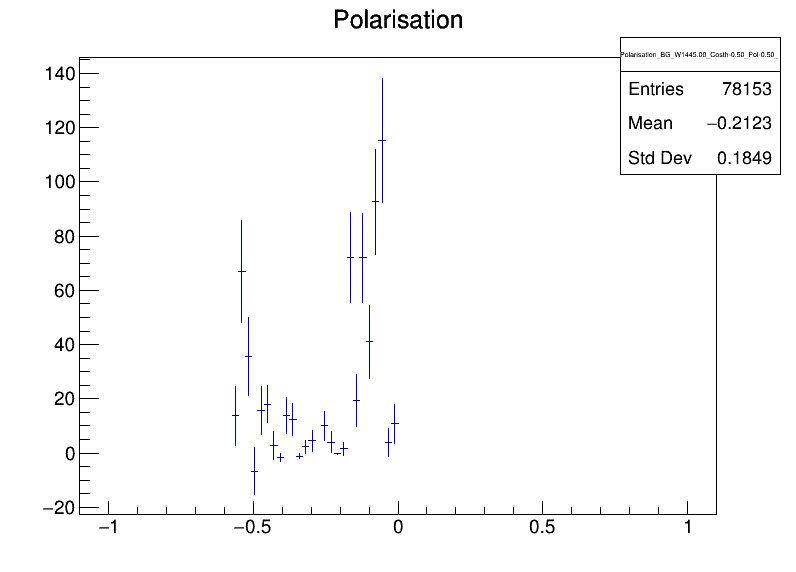 Polarisation
Polarisation_BG_W1445.00_Costh-0.50_Pol-0.50_
Entries 78153
Mean −0.2123
Std Dev 0.1849
140
120
100
80
60
40
20
0
−20
−1 −0.5 0 0.5 1